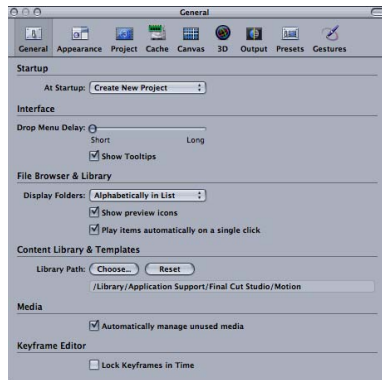 General
General Appearance Project Cache Canvas 3D Output Presets Gestures
Startup
At Startup: Create New Project
Interface
Drop Menu Delay:
Short Long
Show Tooltips
File Browser & Library
Display Folders: Alphabetically in List
Show preview icons
Play items automatically on a single click
Content Library & Templates
Library Path: Choose... Reset
/Library/Application Support/Final Cut Studio/Motion
Media
Automatically manage unused media
Keyframe Editor
Lock Keyframes in Time